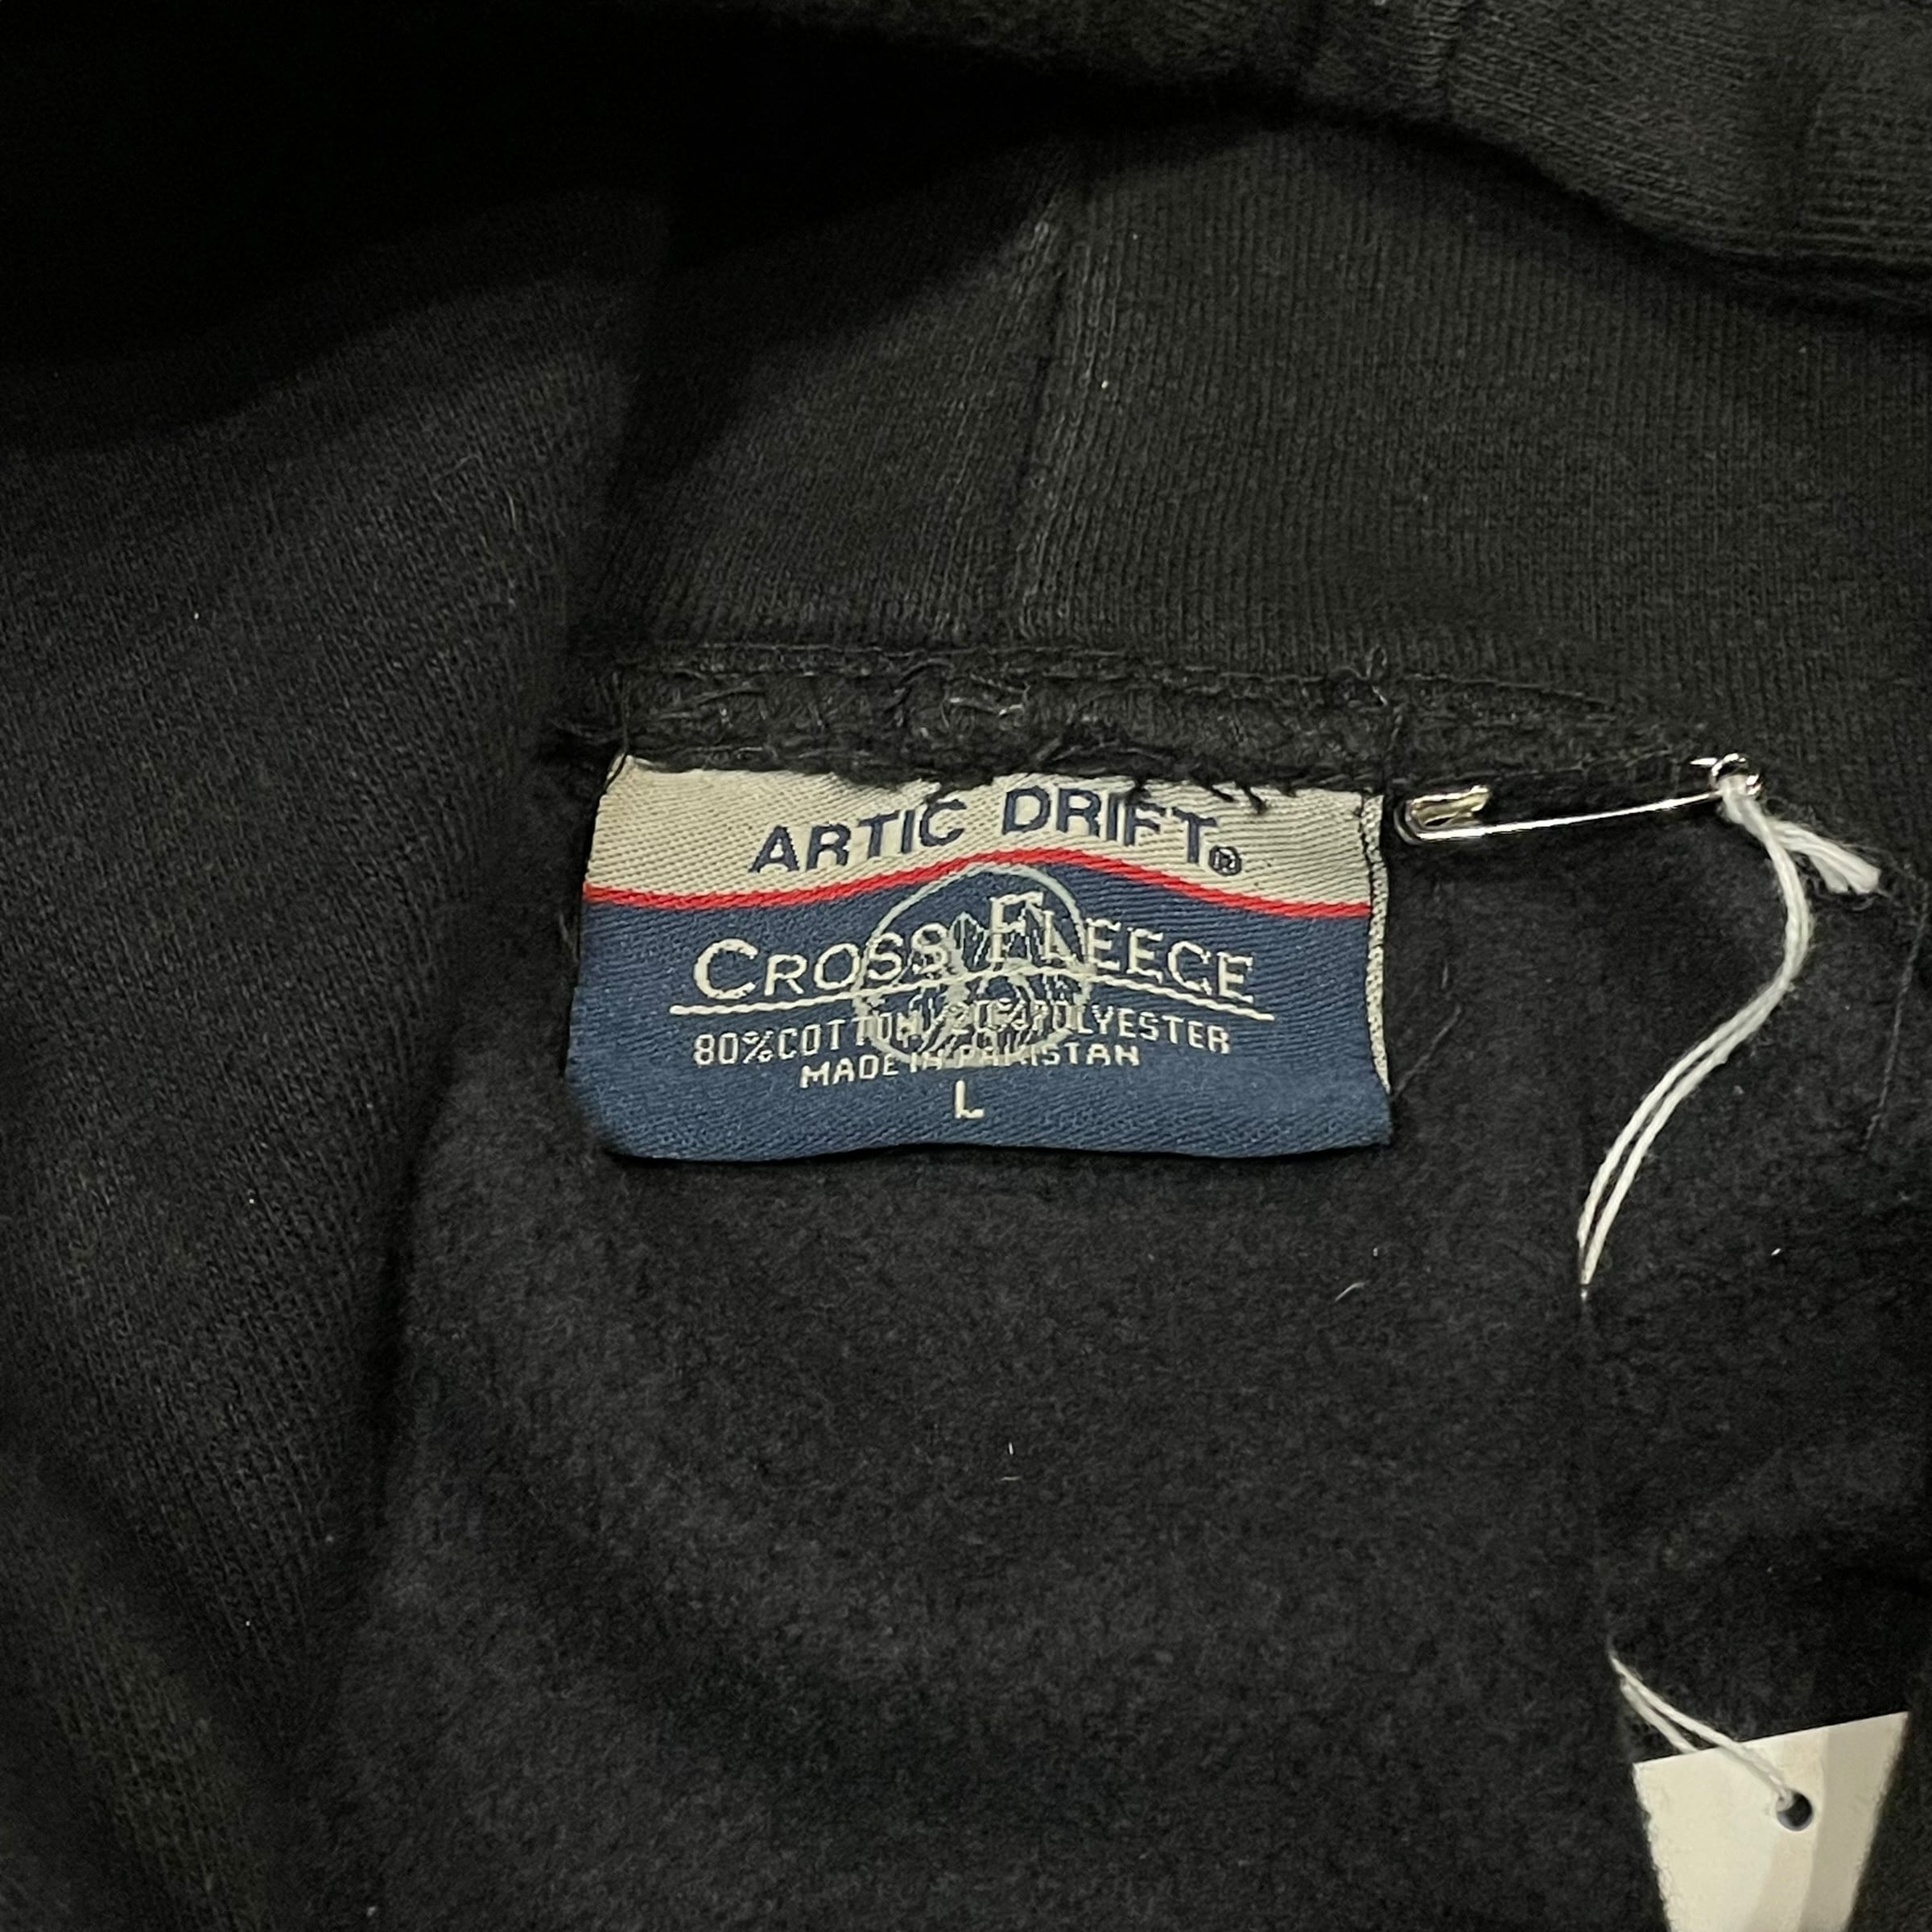 ARTIC DRIFT®
CROSS FLEECE
80%COTTON/20%POLYESTER
MADE IN PAKISTAN
L